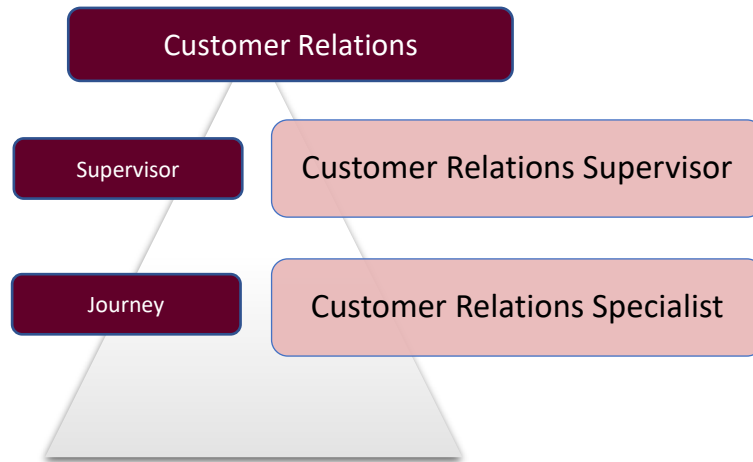 Customer Relations
Supervisor
Customer Relations Supervisor
Journey
Customer Relations Specialist